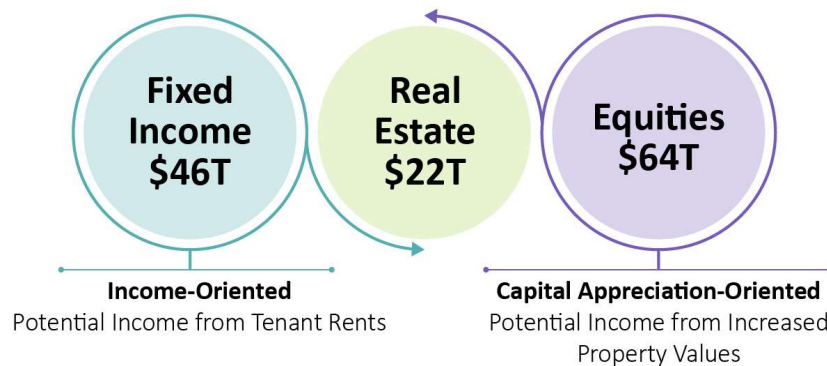 Fixed
Income
$46T
Real
Estate
$22T
Equities
$64T
Income-Oriented
Potential Income from Tenant Rents
Capital Appreciation-Oriented
Potential Income from Increased
Property Values